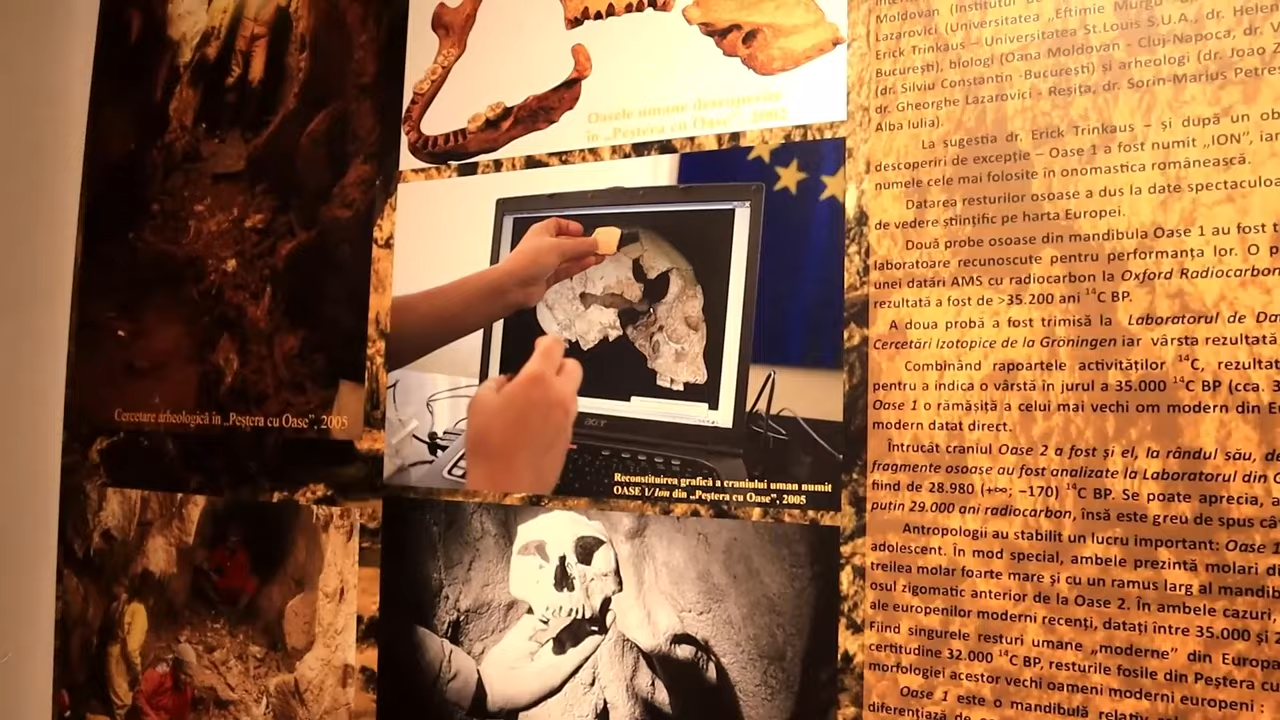 Oasele umane descoperite
în „Peștera cu Oase”, 2002
Cercetare arheologică în „Peștera cu Oase”, 2005
acer
Reconstituirea grafică a craniului uman numit
OASE 1/Ion din „Peștera cu Oase”, 2005
Moldovan (Institutul
Lazarovici (Universitatea „Eftimie Murgu
Erick Trinkaus – Universitatea St.Louis S.U.A., dr. Helen
București), biologi (Oana Moldovan - Cluj-Napoca, dr. V
(dr. Silviu Constantin -București) și arheologi (dr. Joao
dr. Gheorghe Lazarovici - Reșița, dr. Sorin-Marius Petres
Alba Iulia).
La sugestia dr. Erick Trinkaus – și după un ob
descoperiri de excepție – Oase 1 a fost numit „ION”, iar
numele cele mai folosite în onomastica românească.
Datarea resturilor osoase a dus la date spectaculoa
de vedere științific pe harta Europei.
Două probe osoase din mandibula Oase 1 au fost t
laboratoare recunoscute pentru performanța lor. O p
unei datări AMS cu radiocarbon la Oxford Radiocarbon
rezultată a fost de >35.200 ani ¹⁴C BP.
A doua probă a fost trimisă la Laboratorul de Da
Cercetări Izotopice de la Gröningen iar vârsta rezultată
Combinând rapoartele activităților ¹⁴C, rezultat
pentru a indica o vârstă în jurul a 35.000 ¹⁴C BP (cca. 3
Oase 1 o rămășită a celui mai vechi om modern din E
modern datat direct.
Întrucât craniul Oase 2 a fost și el, la rândul său, de
fragmente osoase au fost analizate la Laboratorul din
fiind de 28.980 (+∞; −170) ¹⁴C BP. Se poate aprecia, a
puțin 29.000 ani radiocarbon, însă este greu de spus câ
Antropologii au stabilit un lucru important: Oase 1
adolescent. În mod special, ambele prezintă molari di
treilea molar foarte mare și cu un ramus larg al mandib
osul zigomatic anterior de la Oase 2. În ambele cazuri,
ale europenilor moderni recenți, datați între 35.000 și 2
Fiind singurele resturi umane „moderne” din Europa
certitudine 32.000 ¹⁴C BP, resturile fosile din Peștera cu
morfologiei acestor vechi oameni moderni europeni :
Oase 1 este o mandibulă relativ
diferențiază de